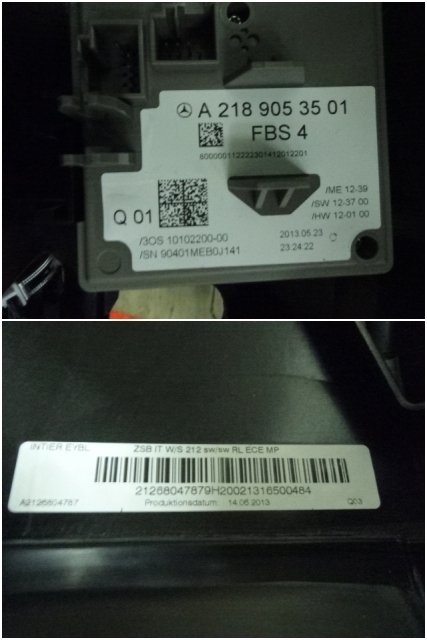 A 218 905 35 01
FBS 4
80000011222230141201 2201
Q 01
/ME 12-39
/SW 12-37 00
/HW 12-01 00
/3OS 10102200-00
/SN 90401MEB0J141
2013.05.23
23:24:22
INTIER EYBL
ZSB IT W/S 212 sw/sw RL ECE MP
21268047879H20021316500484
A2126804787
Produktionsdatum: 14.06.2013
Q03